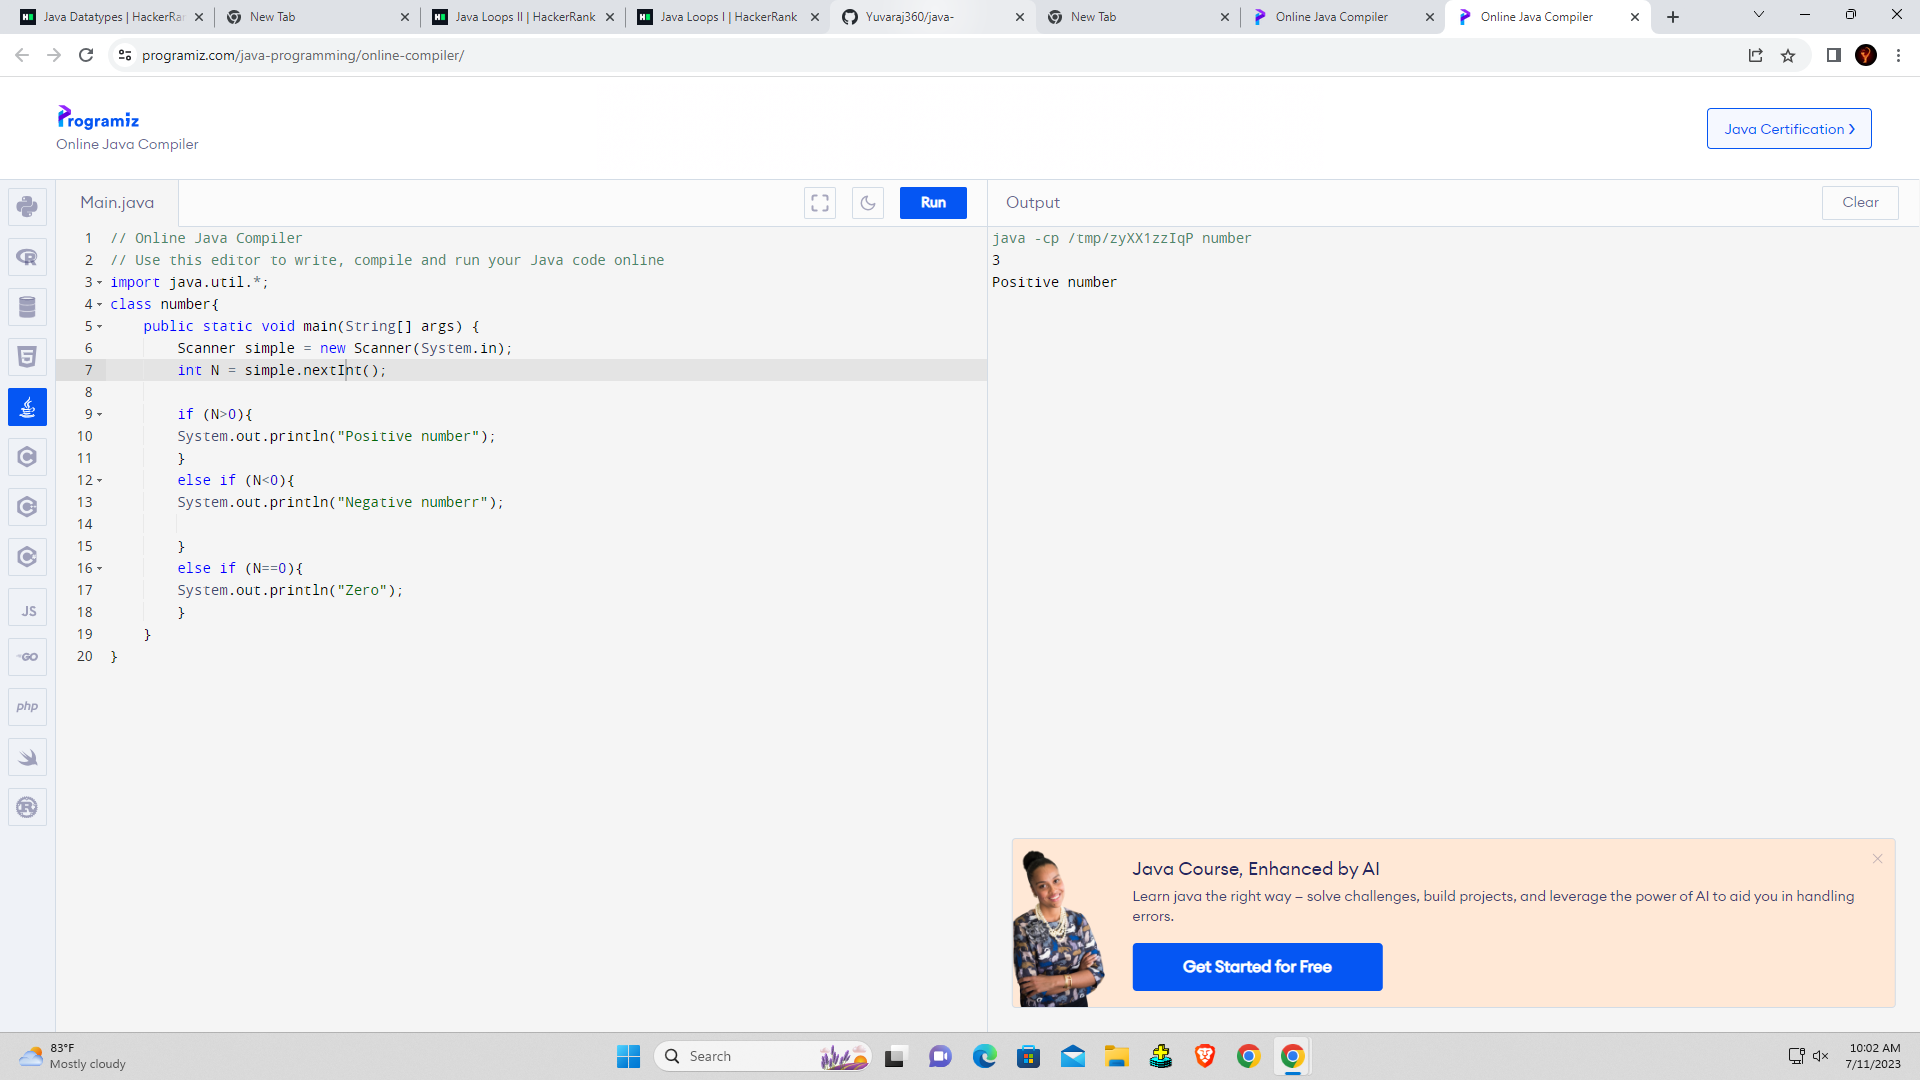 Java Datatypes | HackerRan
New Tab
Java Loops II | HackerRank
Java Loops I | HackerRank
Yuvaraj360/java-
New Tab
Online Java Compiler
Online Java Compiler
programiz.com/java-programming/online-compiler/
Programiz
Online Java Compiler
Java Certification ❯
Main.java
Run
Output
Clear
1 // Online Java Compiler
2 // Use this editor to write, compile and run your Java code online
3 import java.util.*;
4 class number{
5 public static void main(String[] args) {
6 Scanner simple = new Scanner(System.in);
7 int N = simple.nextInt();
8
9 if (N>0){
10 System.out.println("Positive number");
11 }
12 else if (N<0){
13 System.out.println("Negative numberr");
14
15 }
16 else if (N==0){
17 System.out.println("Zero");
18 }
19 }
20 }
java -cp /tmp/zyXX1zzIqP number
3
Positive number
R
JS
GO
php
Java Course, Enhanced by AI
Learn java the right way – solve challenges, build projects, and leverage the power of AI to aid you in handling
errors.
Get Started for Free
83°F
Mostly cloudy
Search
10:02 AM
7/11/2023